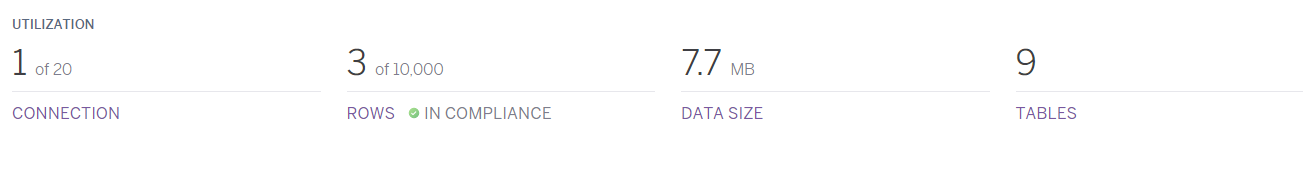 UTILIZATION
1 of 20
3 of 10,000
7.7 MB
9
CONNECTION
ROWS IN COMPLIANCE
DATA SIZE
TABLES